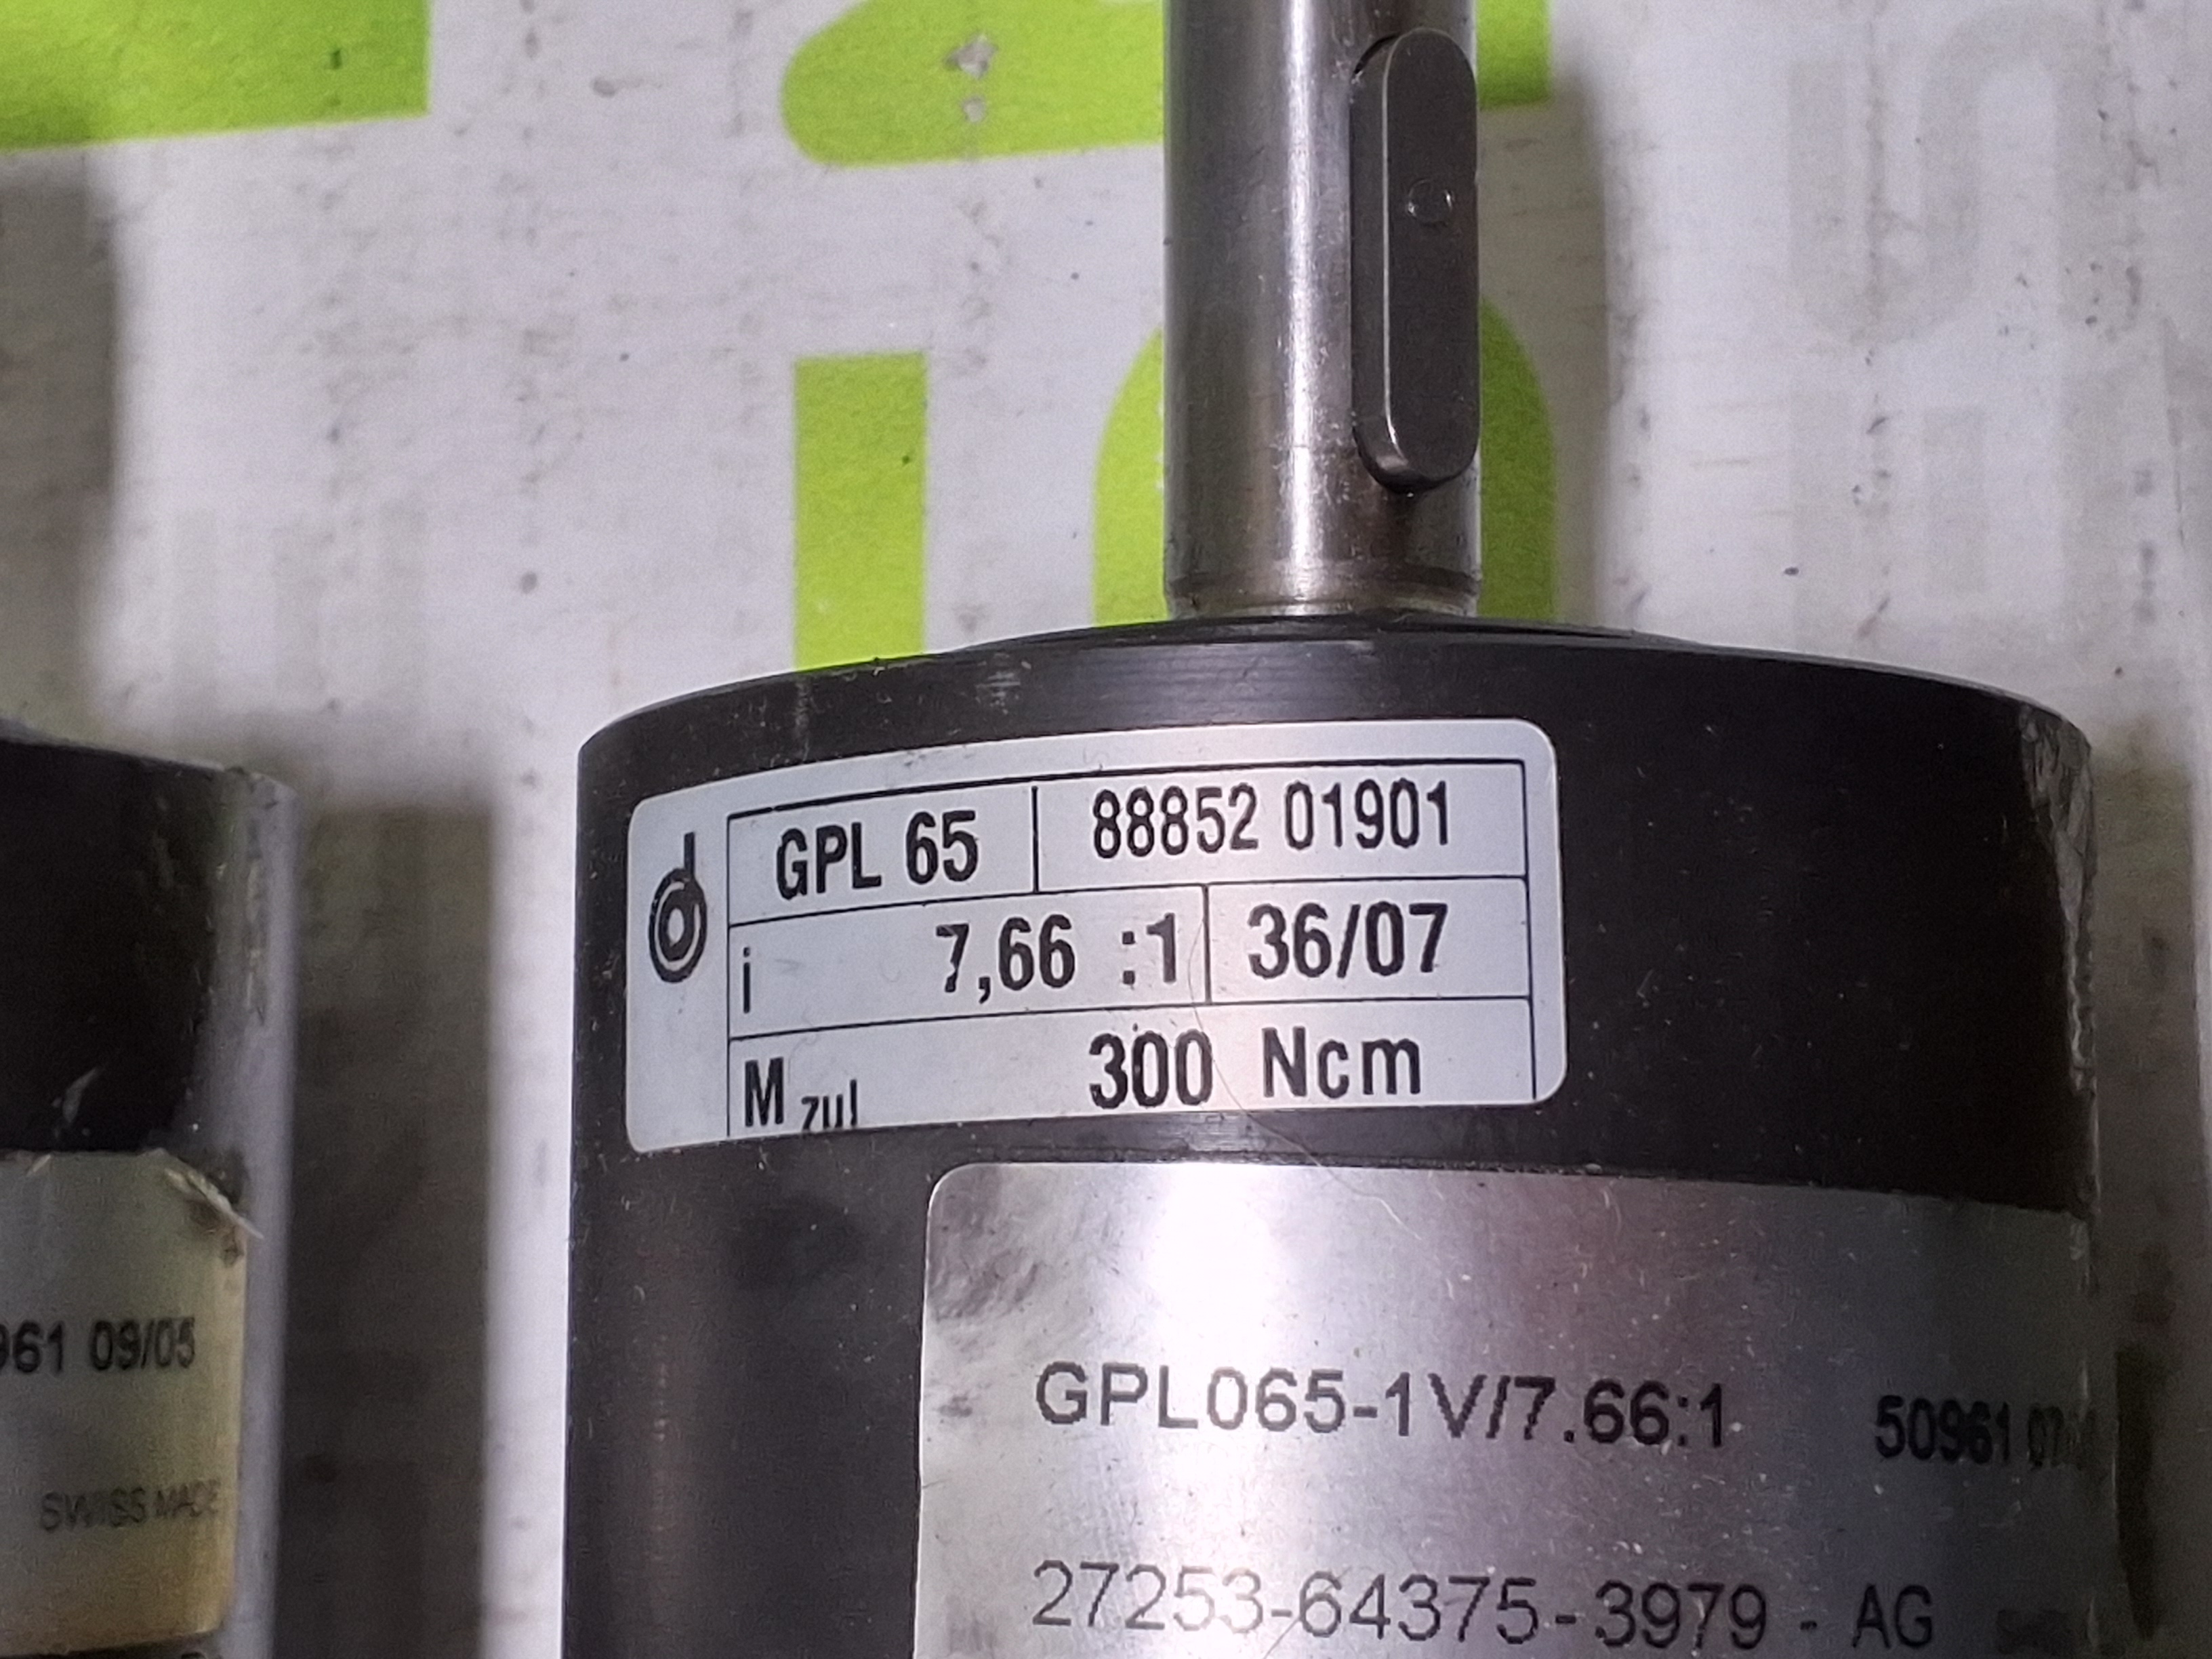 GPL 65 88852 01901
i 7,66 :1 36/07
M zul 300 Ncm
GPL065-1V/7.66:1 50961
27253-64375-3979 - AG
961 09/05
SWISS MADE